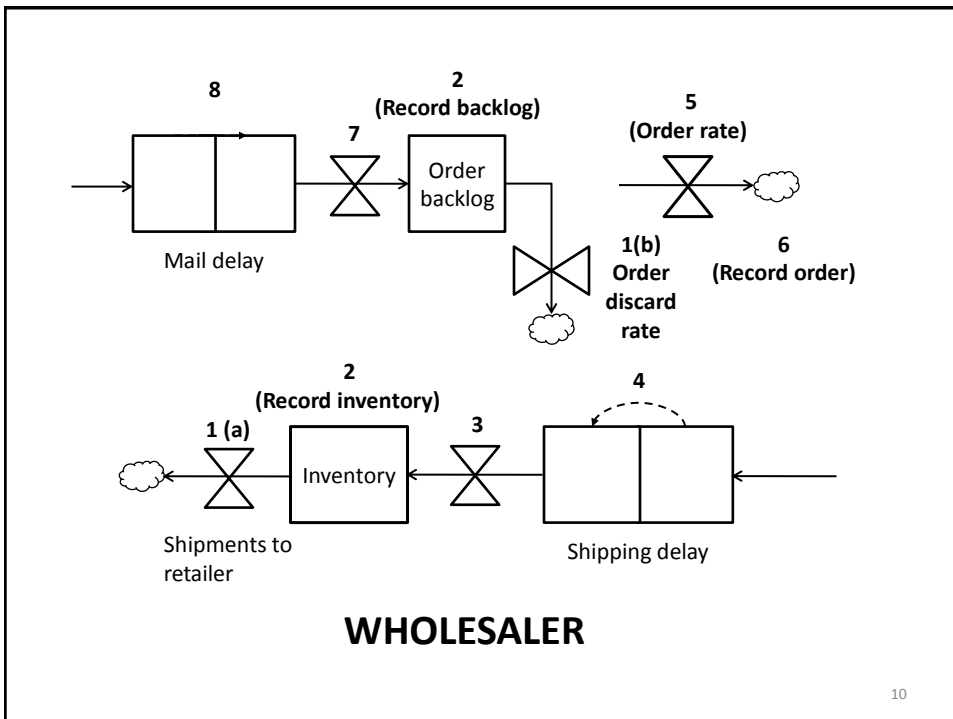 8
2
(Record backlog)
7
Order
backlog
5
(Order rate)
Mail delay
1(b)
Order
discard
rate
6
(Record order)
2
(Record inventory)
1 (a)
3
4
Inventory
Shipments to
retailer
Shipping delay
WHOLESALER
10